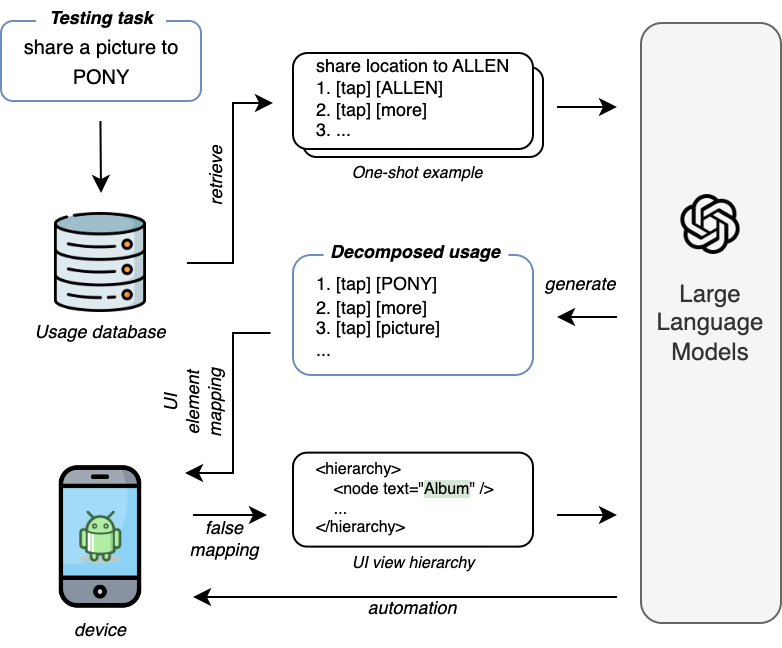 Testing task
share a picture to
PONY
share location to ALLEN
1. [tap] [ALLEN]
2. [tap] [more]
3. ...
One-shot example
retrieve
Usage database
Decomposed usage
1. [tap] [PONY]
2. [tap] [more]
3. [tap] [picture]
...
generate
Large
Language
Models
UI
element
mapping
<hierarchy>
<node text="Album" />
...
</hierarchy>
UI view hierarchy
false
mapping
automation
device